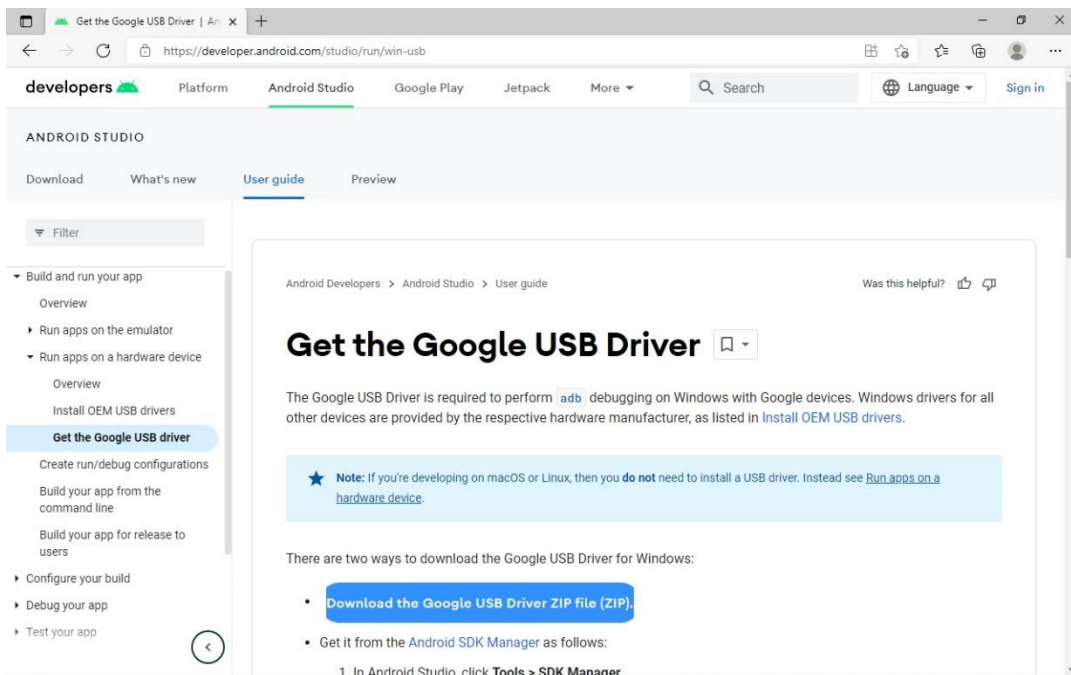 Get the Google USB Driver | An
https://developer.android.com/studio/run/win-usb
developers Platform Android Studio Google Play Jetpack More Search Language Sign in
ANDROID STUDIO
Download What's new User guide Preview
Filter
Build and run your app
Overview
Run apps on the emulator
Run apps on a hardware device
Overview
Install OEM USB drivers
Get the Google USB driver
Create run/debug configurations
Build your app from the
command line
Build your app for release to
users
Configure your build
Debug your app
Test your app
Android Developers > Android Studio > User guide
Was this helpful?
Get the Google USB Driver
The Google USB Driver is required to perform adb debugging on Windows with Google devices. Windows drivers for all
other devices are provided by the respective hardware manufacturer, as listed in Install OEM USB drivers.
Note: If you're developing on macOS or Linux, then you do not need to install a USB driver. Instead see Run apps on a
hardware device.
There are two ways to download the Google USB Driver for Windows:
• Download the Google USB Driver ZIP file (ZIP).
• Get it from the Android SDK Manager as follows:
1. In Android Studio, click Tools > SDK Manager